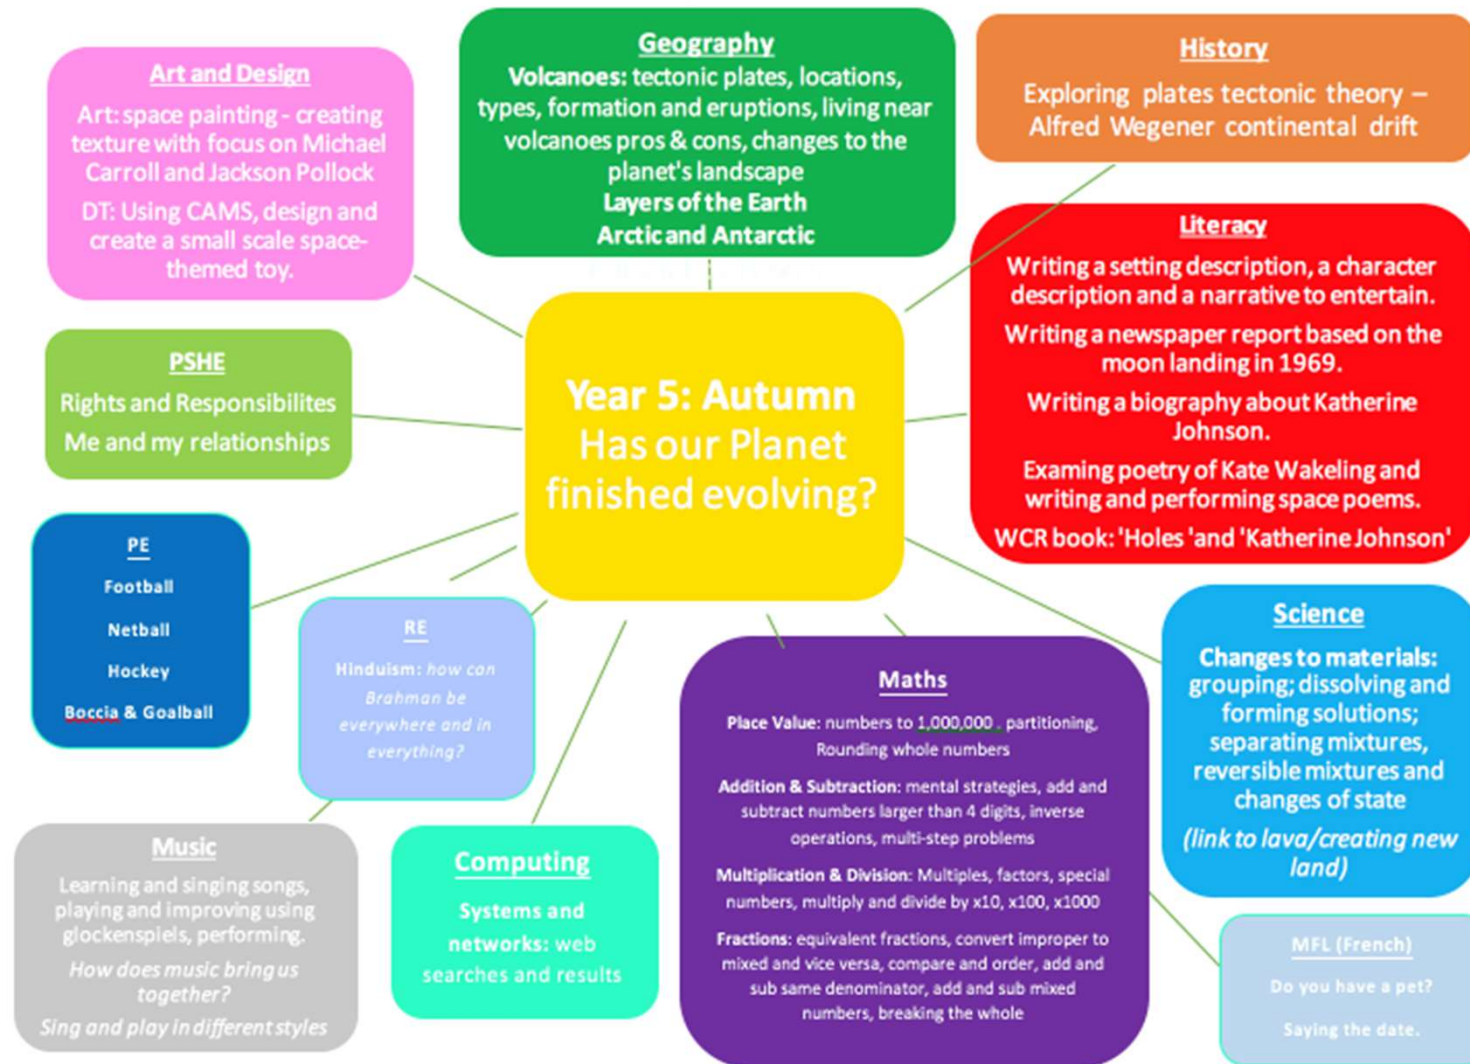 Art and Design
Art: space painting - creating
texture with focus on Michael
Carroll and Jackson Pollock
DT: Using CAMS, design and
create a small scale space-
themed toy.
Geography
Volcanoes: tectonic plates, locations,
types, formation and eruptions, living near
volcanoes pros & cons, changes to the
planet's landscape
Layers of the Earth
Arctic and Antarctic
History
Exploring plates tectonic theory –
Alfred Wegener continental drift
Literacy
Writing a setting description, a character
description and a narrative to entertain.
Writing a newspaper report based on the
moon landing in 1969.
Writing a biography about Katherine
Johnson.
Examing poetry of Kate Wakeling and
writing and performing space poems.
WCR book: 'Holes 'and 'Katherine Johnson'
PSHE
Rights and Responsibilites
Me and my relationships
Year 5: Autumn
Has our Planet
finished evolving?
PE
Football
Netball
Hockey
Boccia & Goalball
RE
Hinduism: how can
Brahman be
everywhere and in
everything?
Science
Changes to materials:
grouping; dissolving and
forming solutions;
separating mixtures,
reversible mixtures and
changes of state
(link to lava/creating new
land)
Maths
Place Value: numbers to 1,000,000 . partitioning,
Rounding whole numbers
Addition & Subtraction: mental strategies, add and
subtract numbers larger than 4 digits, inverse
operations, multi-step problems
Multiplication & Division: Multiples, factors, special
numbers, multiply and divide by x10, x100, x1000
Fractions: equivalent fractions, convert improper to
mixed and vice versa, compare and order, add and
sub same denominator, add and sub mixed
numbers, breaking the whole
Music
Learning and singing songs,
playing and improving using
glockenspiels, performing.
How does music bring us
together?
Sing and play in different styles
Computing
Systems and
networks: web
searches and results
MFL (French)
Do you have a pet?
Saying the date.